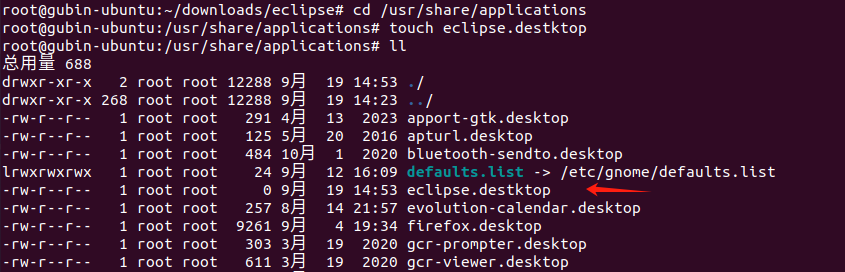 root@gubin-ubuntu:~/downloads/eclipse# cd /usr/share/applications
root@gubin-ubuntu:/usr/share/applications# touch eclipse.destktop
root@gubin-ubuntu:/usr/share/applications# ll
总用量 688
drwxr-xr-x   2 root root 12288 9月  19 14:53 ./
drwxr-xr-x 268 root root 12288 9月  19 14:23 ../
-rw-r--r--   1 root root   291 4月  13  2023 apport-gtk.desktop
-rw-r--r--   1 root root   125 5月  20  2016 apturl.desktop
-rw-r--r--   1 root root   484 10月  1  2020 bluetooth-sendto.desktop
lrwxrwxrwx   1 root root    24 9月  12 16:09 defaults.list -> /etc/gnome/defaults.list
-rw-r--r--   1 root root     0 9月  19 14:53 eclipse.destktop
-rw-r--r--   1 root root   257 8月  14 21:57 evolution-calendar.desktop
-rw-r--r--   1 root root  9261 9月   4 19:34 firefox.desktop
-rw-r--r--   1 root root   303 3月  19  2020 gcr-prompter.desktop
-rw-r--r--   1 root root   611 3月  19  2020 gcr-viewer.desktop